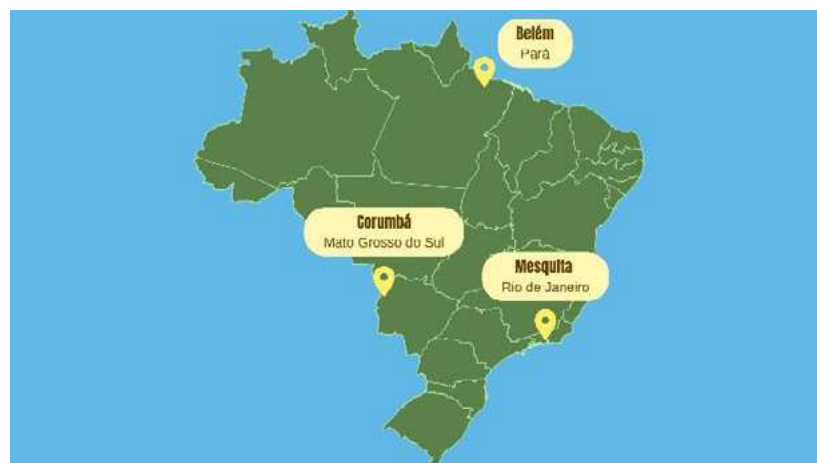 Belém
Pará
Corumbá
Mato Grosso do Sul
Mesquita
Rio de Janeiro